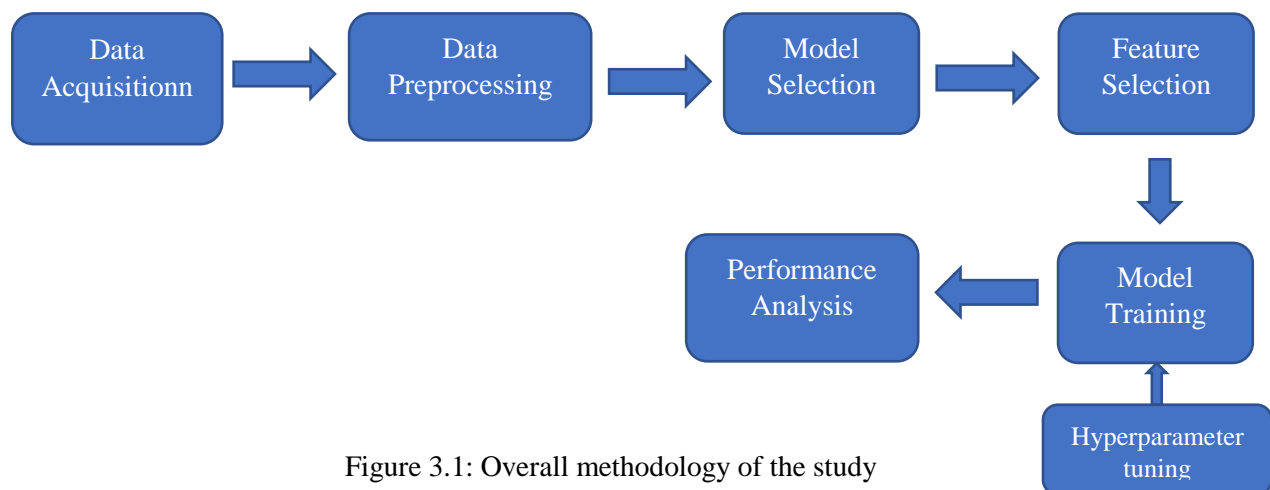 Data
Acquisitionn
Data
Preprocessing
Model
Selection
Feature
Selection
Performance
Analysis
Model
Training
Hyperparameter
tuning
Figure 3.1: Overall methodology of the study